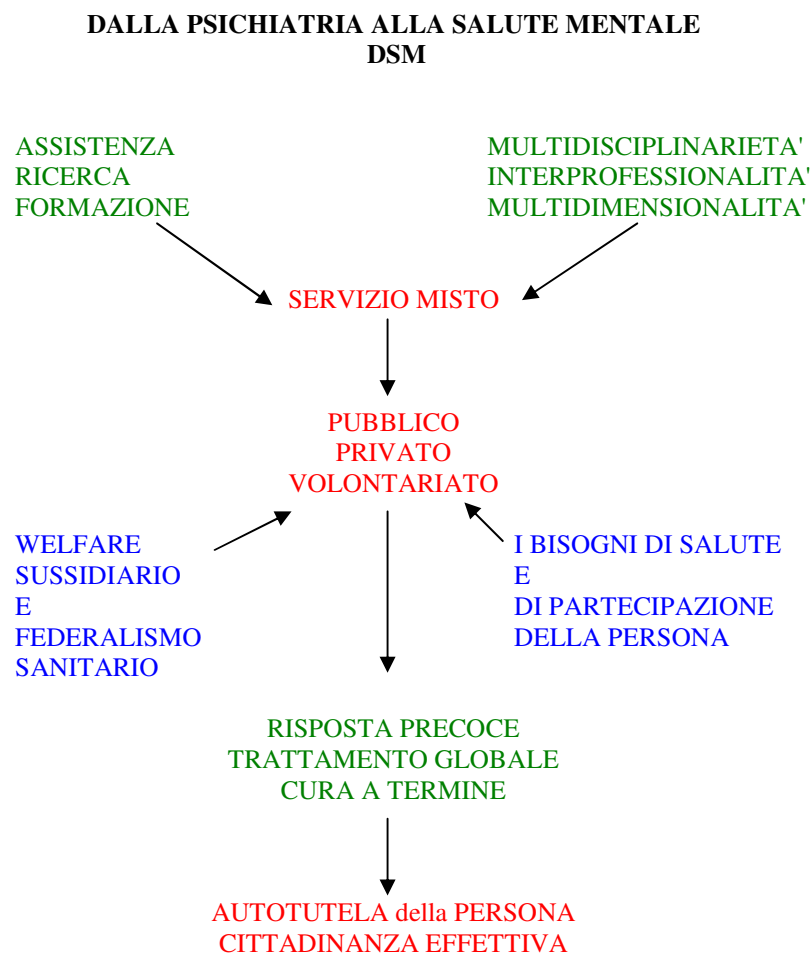 DALLA PSICHIATRIA ALLA SALUTE MENTALE
DSM
ASSISTENZA
RICERCA
FORMAZIONE
MULTIDISCIPLINARIETA'
INTERPROFESSIONALITA'
MULTIDIMENSIONALITA'
SERVIZIO MISTO
PUBBLICO
PRIVATO
VOLONTARIATO
WELFARE
SUSSIDIARIO
E
FEDERALISMO
SANITARIO
I BISOGNI DI SALUTE
E
DI PARTECIPAZIONE
DELLA PERSONA
RISPOSTA PRECOCE
TRATTAMENTO GLOBALE
CURA A TERMINE
AUTOTUTELA della PERSONA
CITTADINANZA EFFETTIVA